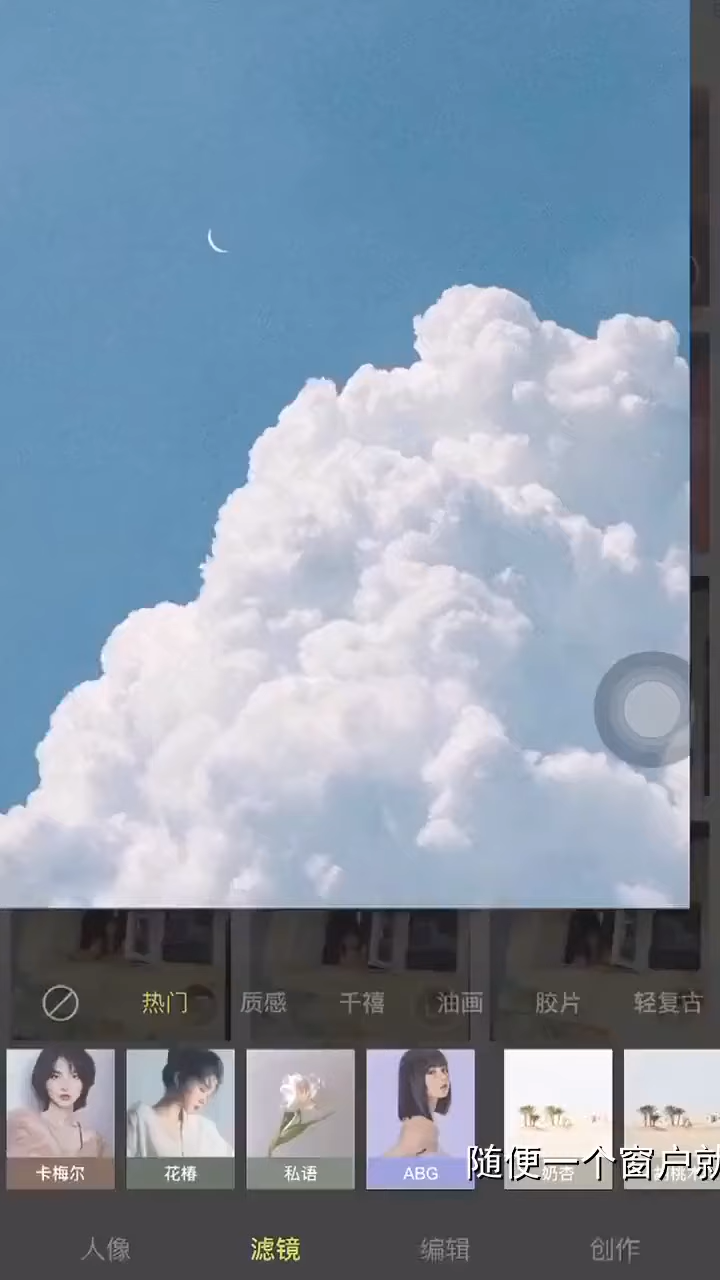 热门 质感 千禧 油画 胶片 轻复古
卡梅尔 花椿 私语 ABG 奶杏
随便一个窗户就
人像 滤镜 编辑 创作